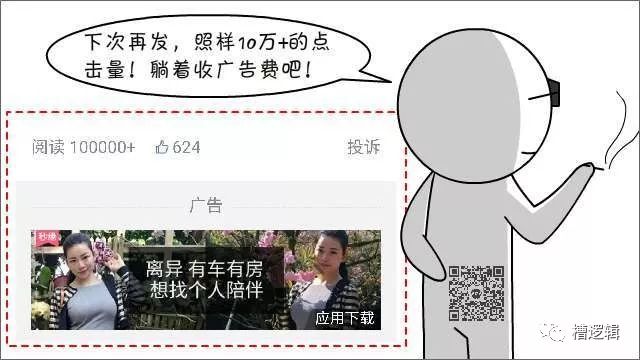 下次再发，照样10万+的点
击量！躺着收广告费吧！
阅读 100000+ 624 投诉
广告
秒缘
离异 有车有房
想找个人陪伴
应用下载
槽逻辑